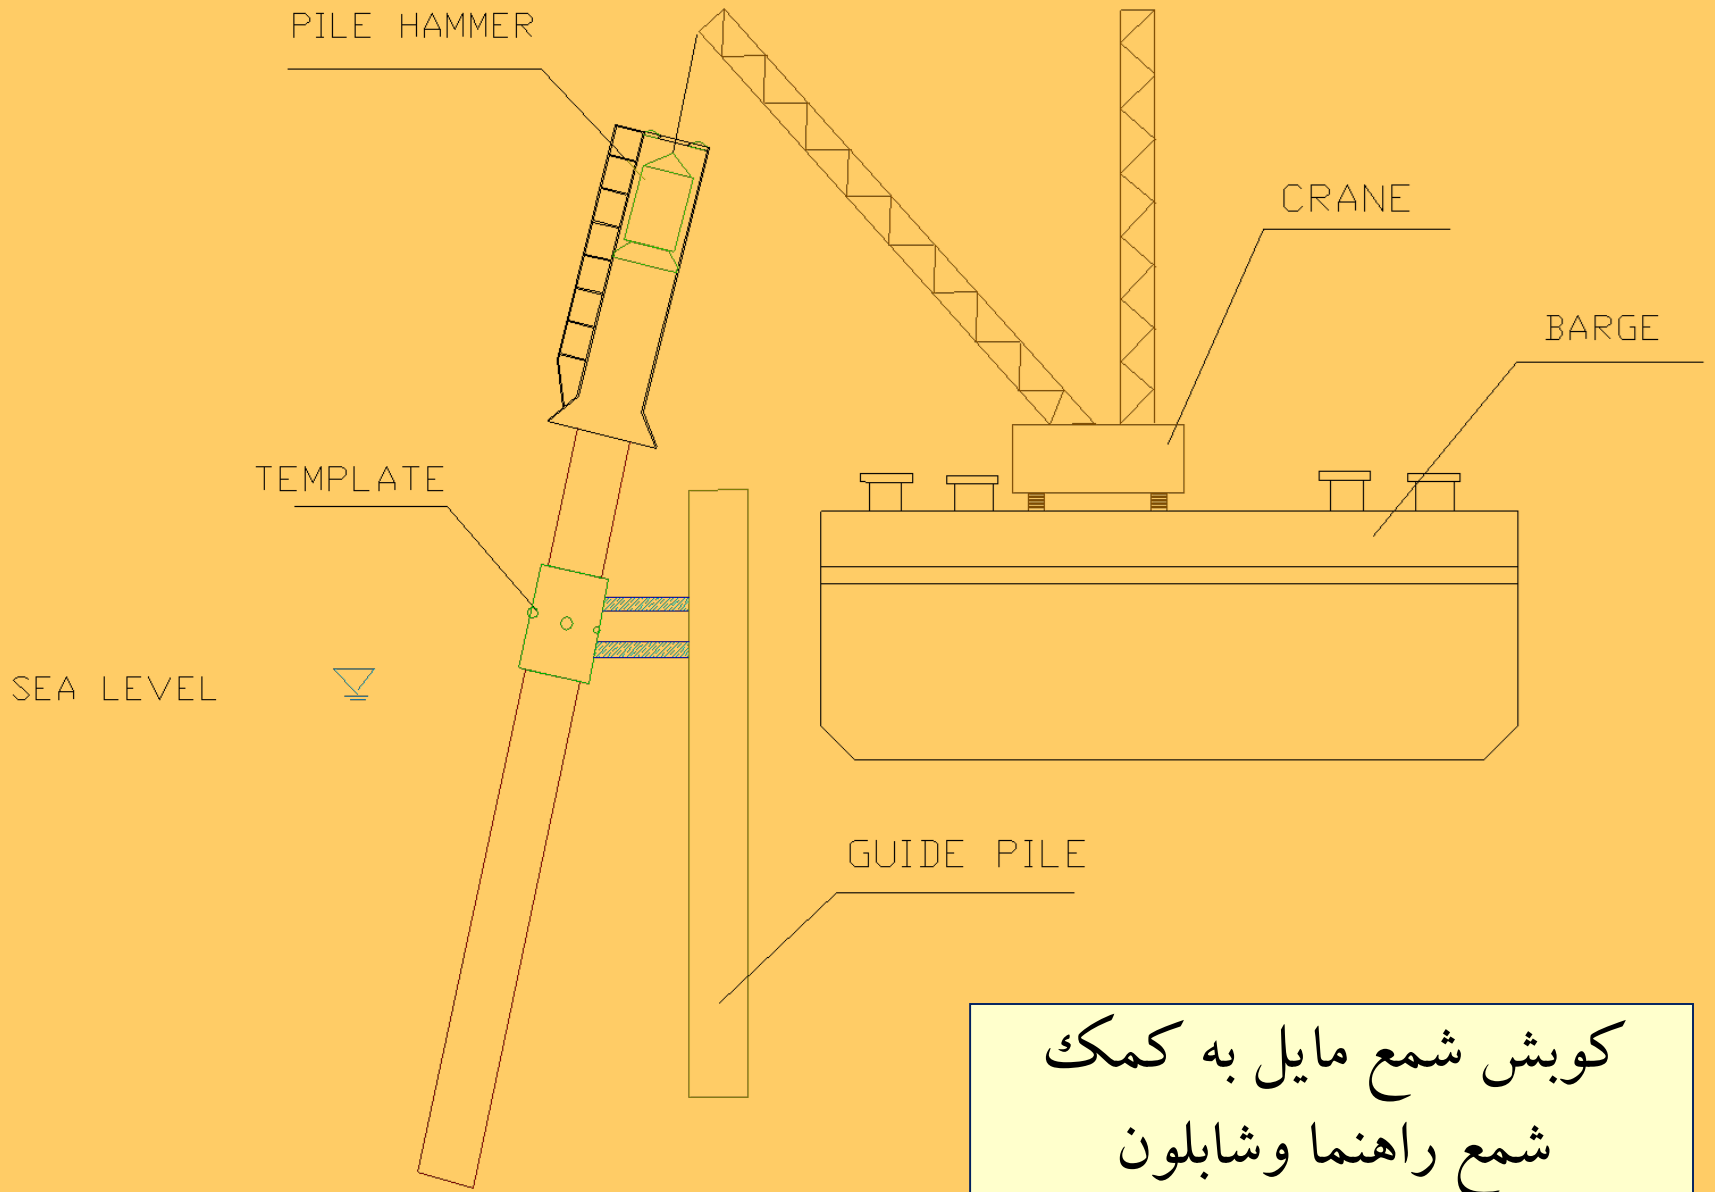 PILE HAMMER
CRANE
BARGE
TEMPLATE
SEA LEVEL
GUIDE PILE
کوبش شمع مایل به کمک
شمع راهنما وشابلون